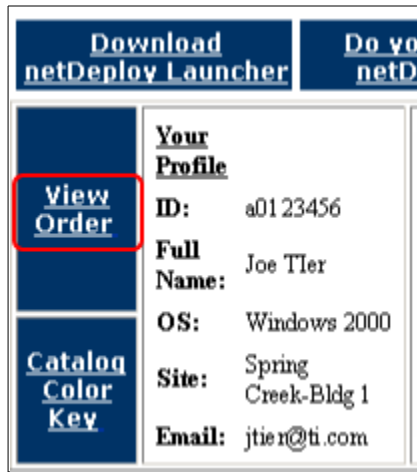 Download
netDeploy Launcher
Do yo
netD
View
Order
Catalog
Color
Key
Your
Profile
ID: a0123456
Full
Name: Joe TIer
OS: Windows 2000
Site: Spring
Creek-Bldg 1
Email: jtier@ti.com